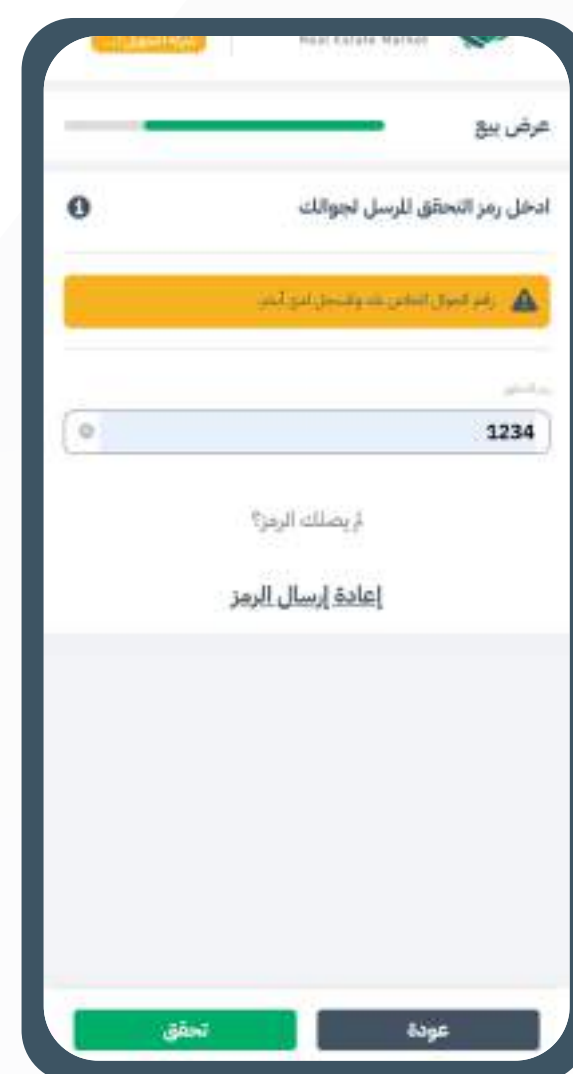 Real Estate Market
عرض بيع
ادخل رمز التحقق المرسل لجوالك
1234
لم يصلك الرمز؟
إعادة إرسال الرمز
عودة
تحقق